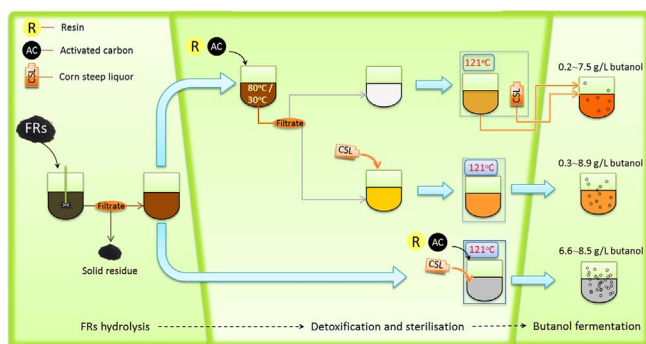 R Resin
AC Activated carbon
CSL Corn steep liquor
FRs
Filtrate
Solid residue
R AC
80°C /
30°C
Filtrate
121°C
CSL
0.2~7.5 g/L butanol
CSL
121°C
0.3~8.9 g/L butanol
R AC
CSL
121°C
6.6~8.5 g/L butanol
FRs hydrolysis
Detoxification and sterilisation
Butanol fermentation